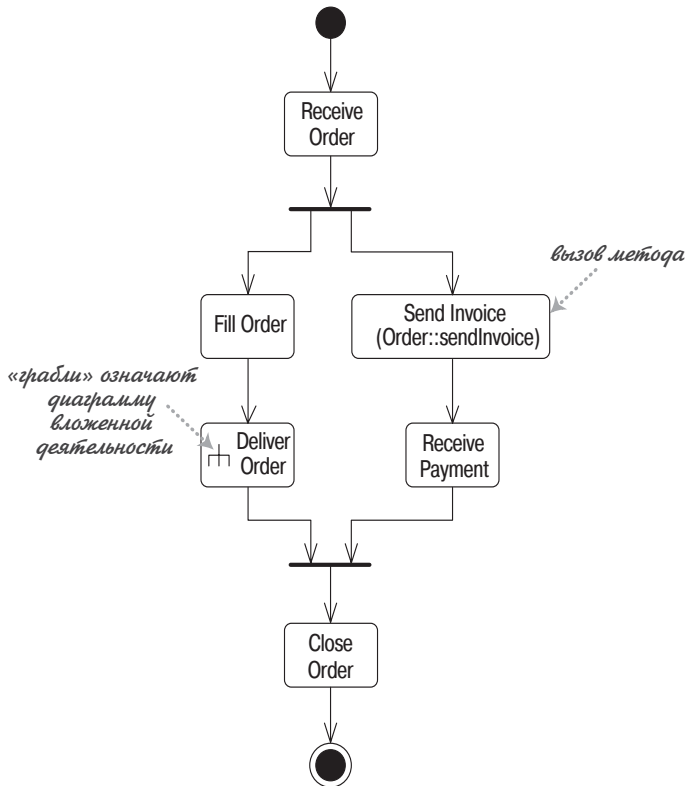 Receive
Order
вызов метода
Fill Order
Send Invoice
(Order::sendInvoice)
«грабли» означают
диаграмму
вложенной
деятельности
Deliver
Order
Receive
Payment
Close
Order